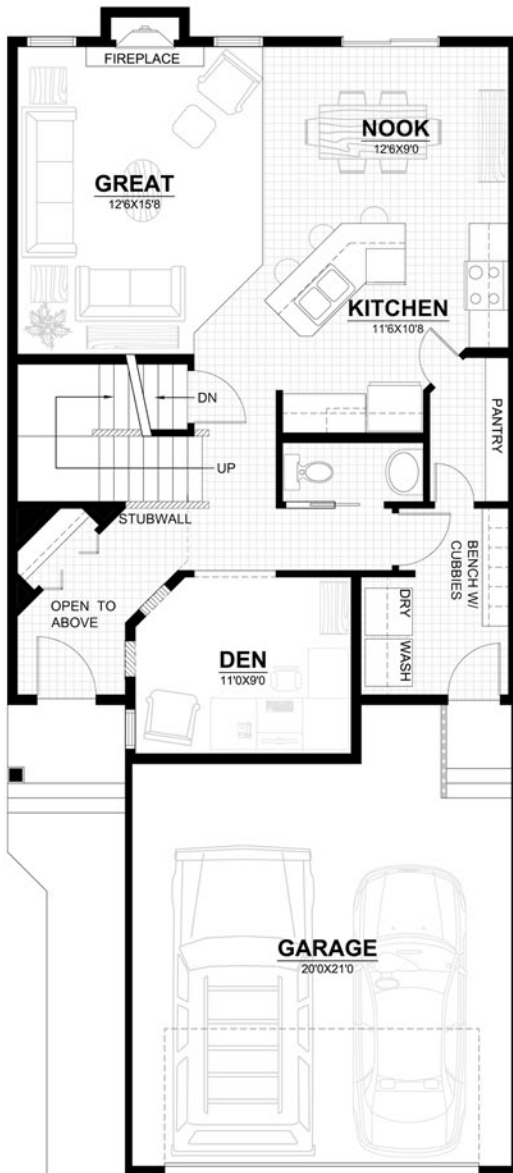 FIREPLACE
NOOK
12'6X9'0
GREAT
12'6X15'8
KITCHEN
11'6X10'8
DN
PANTRY
UP
STUBWALL
BENCH W/
CUBBIES
OPEN TO
ABOVE
DRY
WASH
DEN
11'0X9'0
GARAGE
20'0X21'0